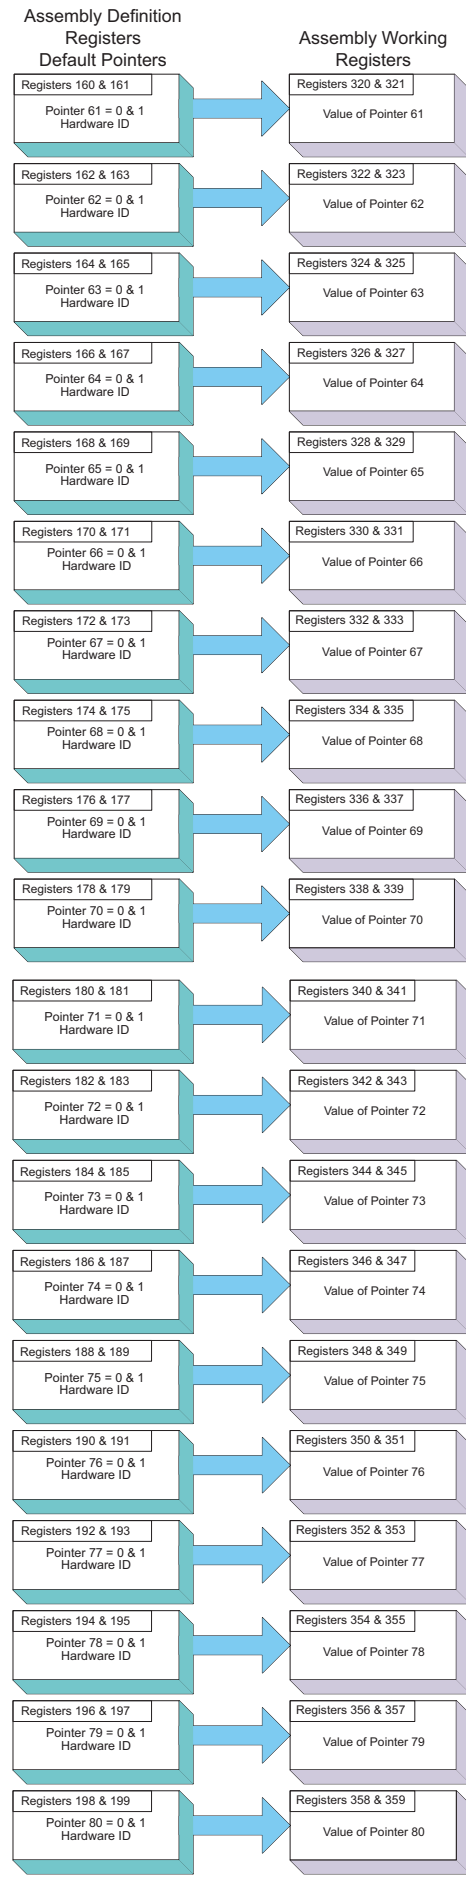 Assembly Definition
Registers
Default Pointers
Assembly Working
Registers
Registers 160 & 161
Pointer 61 = 0 & 1
Hardware ID
Registers 320 & 321
Value of Pointer 61
Registers 162 & 163
Pointer 62 = 0 & 1
Hardware ID
Registers 322 & 323
Value of Pointer 62
Registers 164 & 165
Pointer 63 = 0 & 1
Hardware ID
Registers 324 & 325
Value of Pointer 63
Registers 166 & 167
Pointer 64 = 0 & 1
Hardware ID
Registers 326 & 327
Value of Pointer 64
Registers 168 & 169
Pointer 65 = 0 & 1
Hardware ID
Registers 328 & 329
Value of Pointer 65
Registers 170 & 171
Pointer 66 = 0 & 1
Hardware ID
Registers 330 & 331
Value of Pointer 66
Registers 172 & 173
Pointer 67 = 0 & 1
Hardware ID
Registers 332 & 333
Value of Pointer 67
Registers 174 & 175
Pointer 68 = 0 & 1
Hardware ID
Registers 334 & 335
Value of Pointer 68
Registers 176 & 177
Pointer 69 = 0 & 1
Hardware ID
Registers 336 & 337
Value of Pointer 69
Registers 178 & 179
Pointer 70 = 0 & 1
Hardware ID
Registers 338 & 339
Value of Pointer 70
Registers 180 & 181
Pointer 71 = 0 & 1
Hardware ID
Registers 340 & 341
Value of Pointer 71
Registers 182 & 183
Pointer 72 = 0 & 1
Hardware ID
Registers 342 & 343
Value of Pointer 72
Registers 184 & 185
Pointer 73 = 0 & 1
Hardware ID
Registers 344 & 345
Value of Pointer 73
Registers 186 & 187
Pointer 74 = 0 & 1
Hardware ID
Registers 346 & 347
Value of Pointer 74
Registers 188 & 189
Pointer 75 = 0 & 1
Hardware ID
Registers 348 & 349
Value of Pointer 75
Registers 190 & 191
Pointer 76 = 0 & 1
Hardware ID
Registers 350 & 351
Value of Pointer 76
Registers 192 & 193
Pointer 77 = 0 & 1
Hardware ID
Registers 352 & 353
Value of Pointer 77
Registers 194 & 195
Pointer 78 = 0 & 1
Hardware ID
Registers 354 & 355
Value of Pointer 78
Registers 196 & 197
Pointer 79 = 0 & 1
Hardware ID
Registers 356 & 357
Value of Pointer 79
Registers 198 & 199
Pointer 80 = 0 & 1
Hardware ID
Registers 358 & 359
Value of Pointer 80